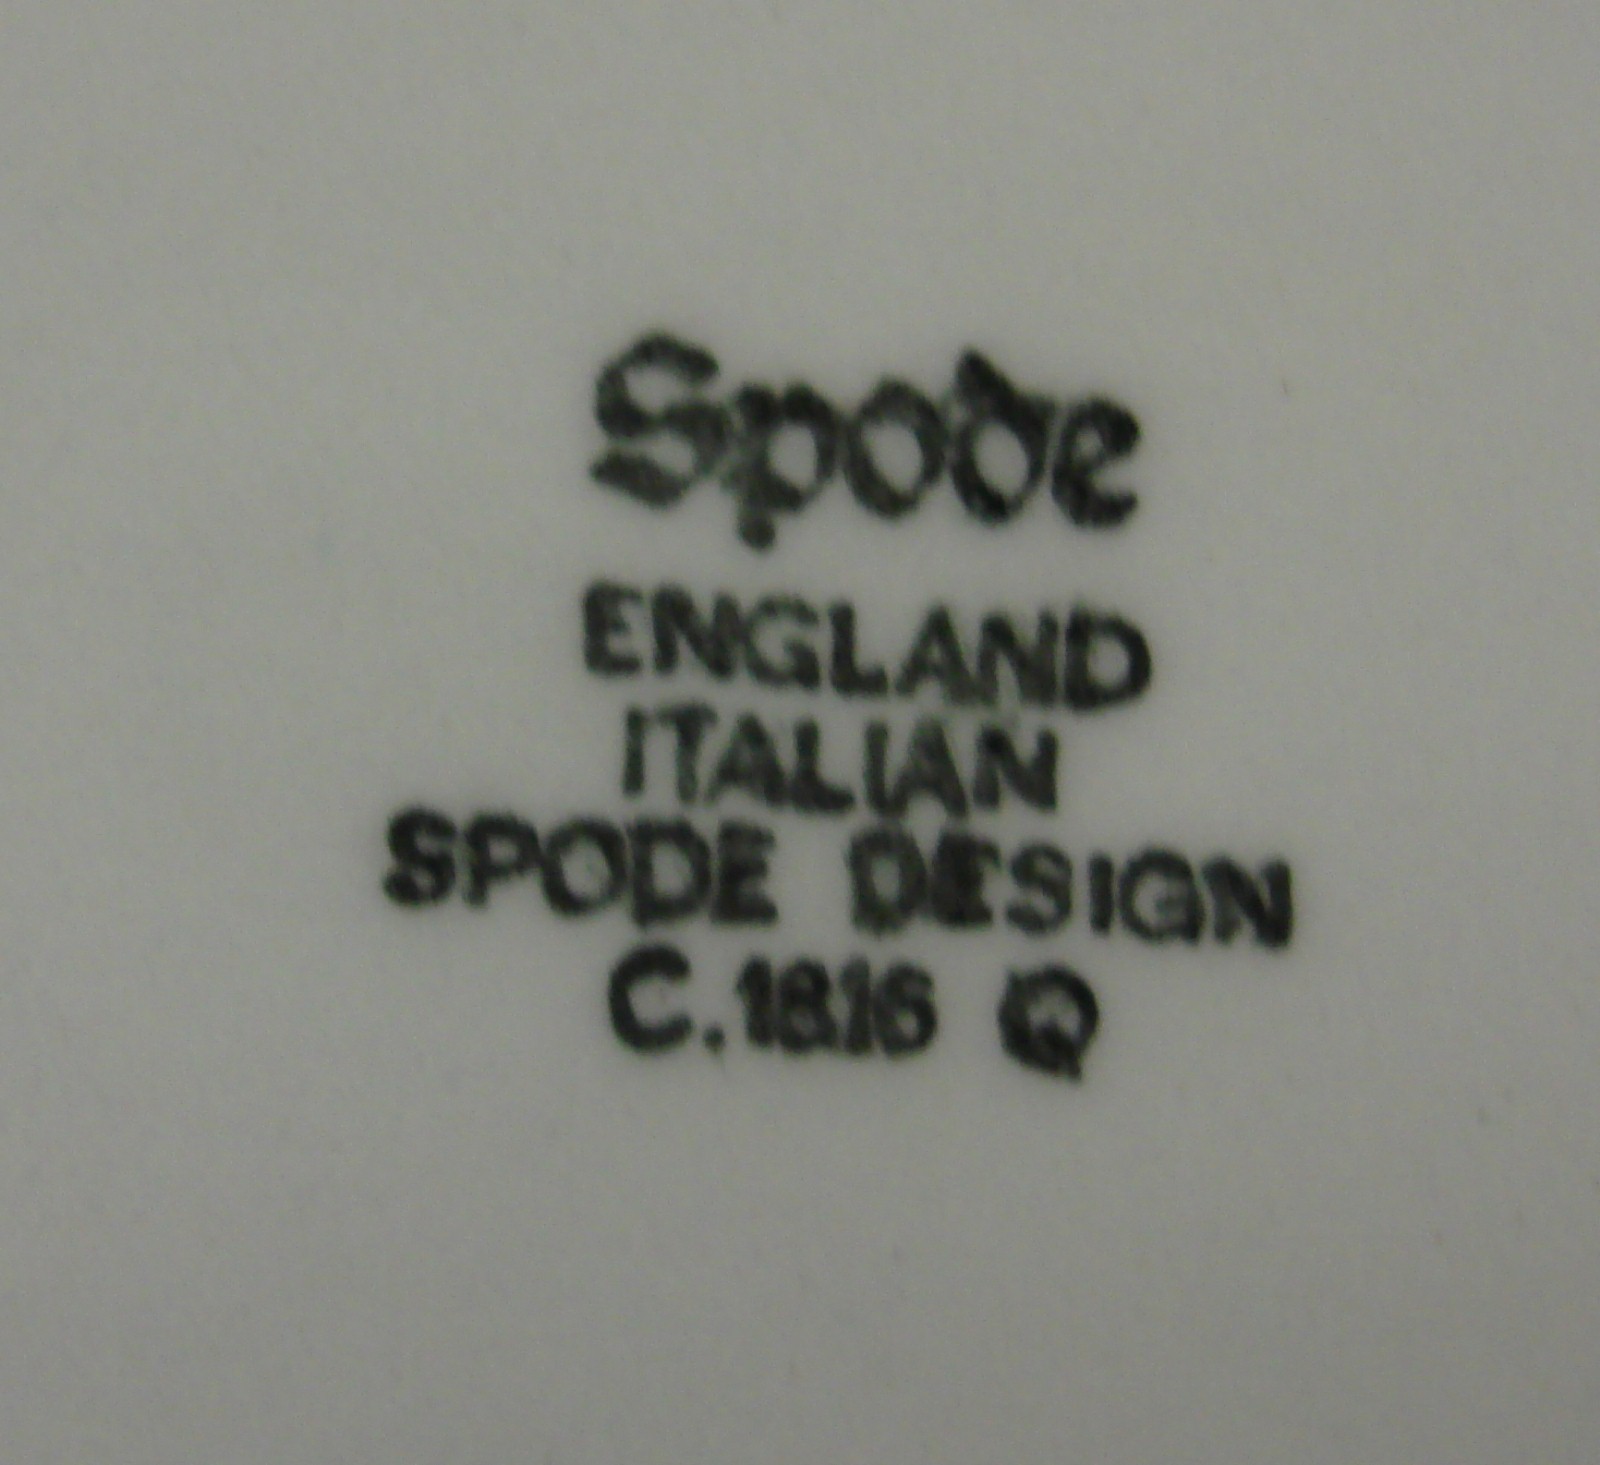 Spode
ENGLAND
ITALIAN
SPODE DESIGN
C.1816 Q